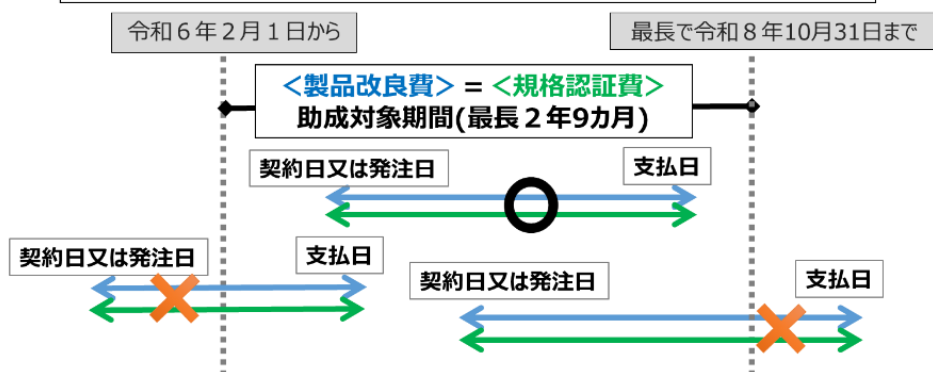 令和６年２月１日から
最長で令和８年10月31日まで
＜製品改良費＞＝＜規格認証費＞
助成対象期間(最長２年9カ月)
契約日又は発注日
支払日
契約日又は発注日
支払日
契約日又は発注日
支払日